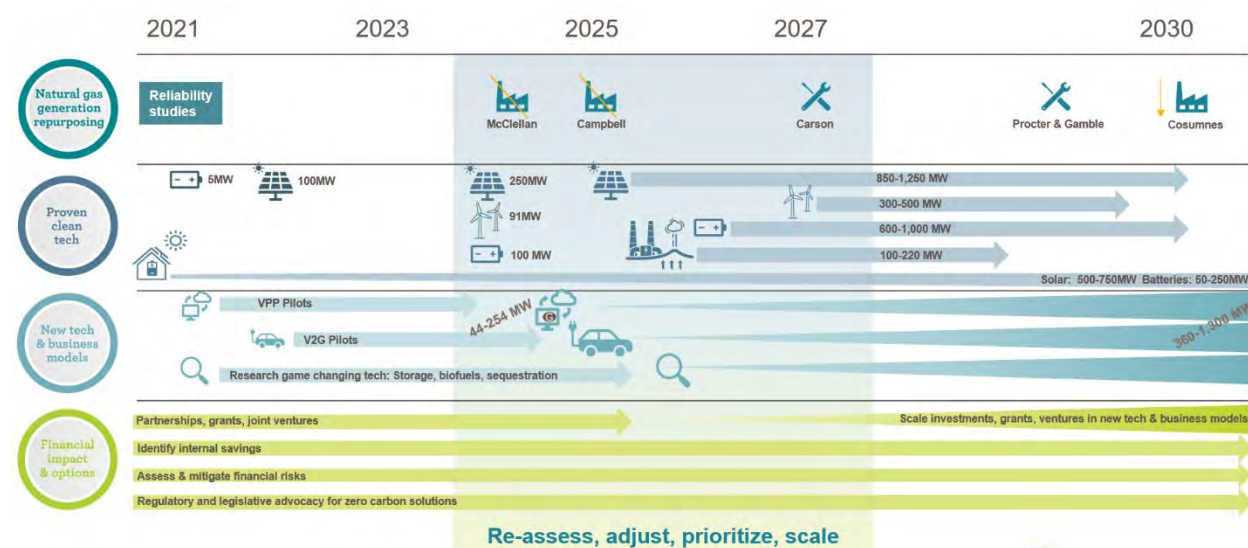 2021 2023 2025 2027 2030
Natural gas
generation
repurposing
Reliability
studies
McClellan Campbell Carson Procter & Gamble Cosumnes
Proven
clean
tech
5MW 100MW 250MW 850-1,250 MW
91MW 300-500 MW
600-1,000 MW
100 MW 100-220 MW
Solar: 500-750MW Batteries: 50-250MW
New tech
& business
models
VPP Pilots
44-254 MW
G
360-1,300 MW
V2G Pilots
Research game changing tech: Storage, biofuels, sequestration
Financial
impact
& options
Partnerships, grants, joint ventures
Scale investments, grants, ventures in new tech & business models
Identify internal savings
Assess & mitigate financial risks
Regulatory and legislative advocacy for zero carbon solutions
Re-assess, adjust, prioritize, scale